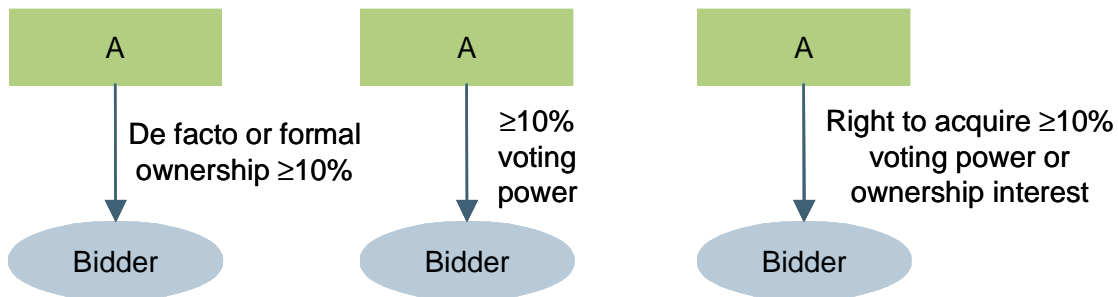 A
De facto or formal
ownership ≥10%
Bidder
A
≥10%
voting
power
Bidder
A
Right to acquire ≥10%
voting power or
ownership interest
Bidder